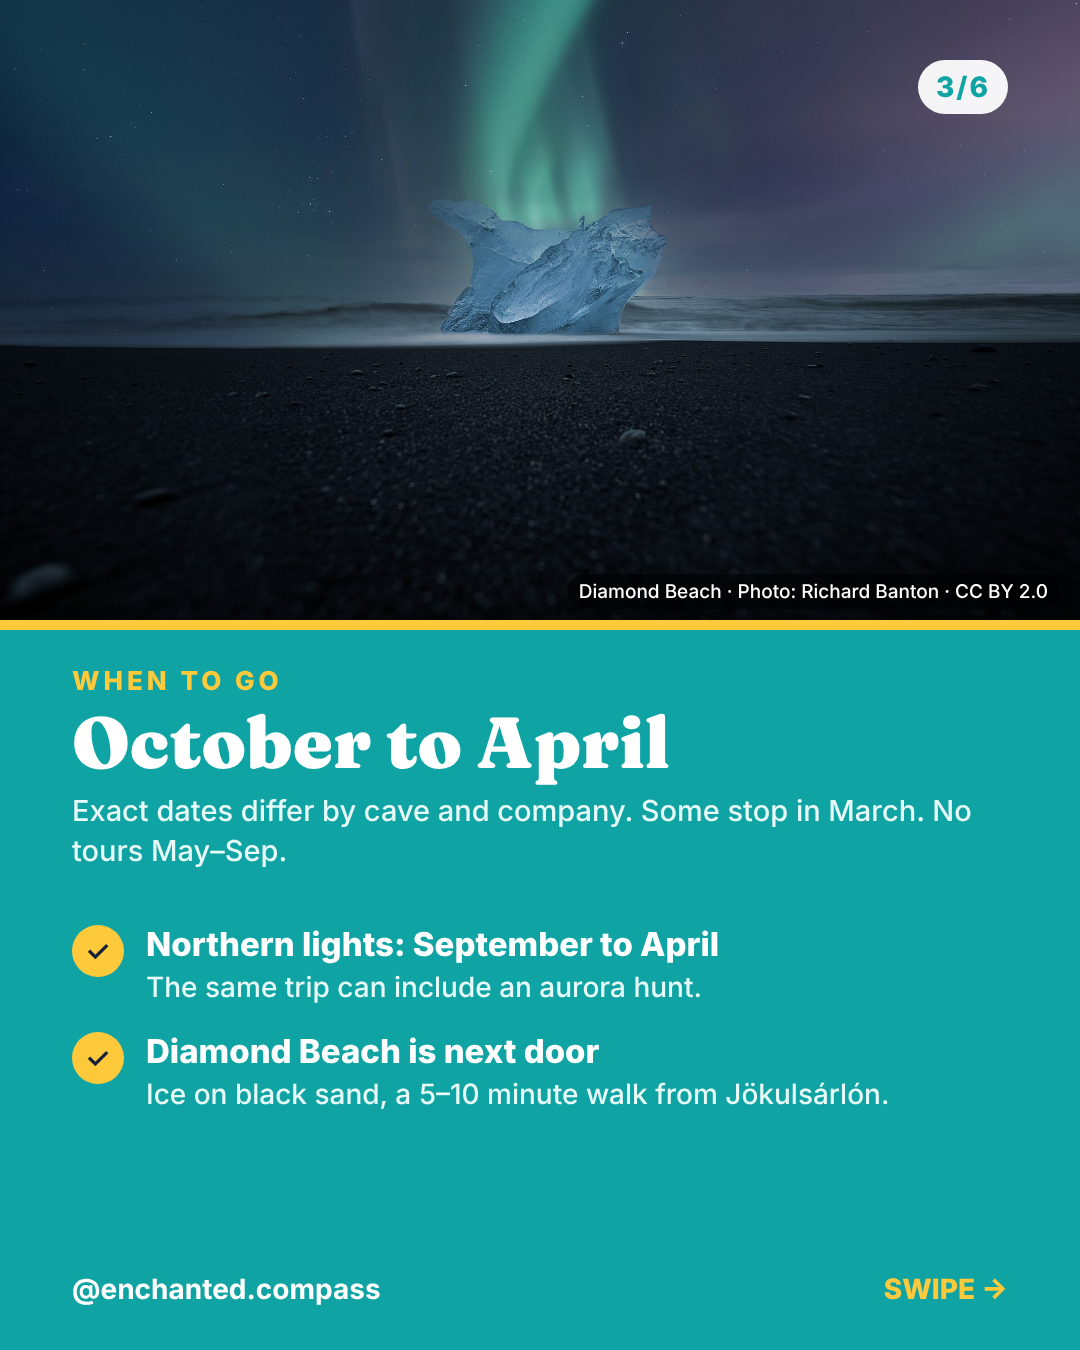 3/6
Diamond Beach · Photo: Richard Banton · CC BY 2.0
WHEN TO GO
October to April
Exact dates differ by cave and company. Some stop in March. No
tours May–Sep.
Northern lights: September to April
The same trip can include an aurora hunt.
Diamond Beach is next door
Ice on black sand, a 5–10 minute walk from Jökulsárlón.
@enchanted.compass
SWIPE →